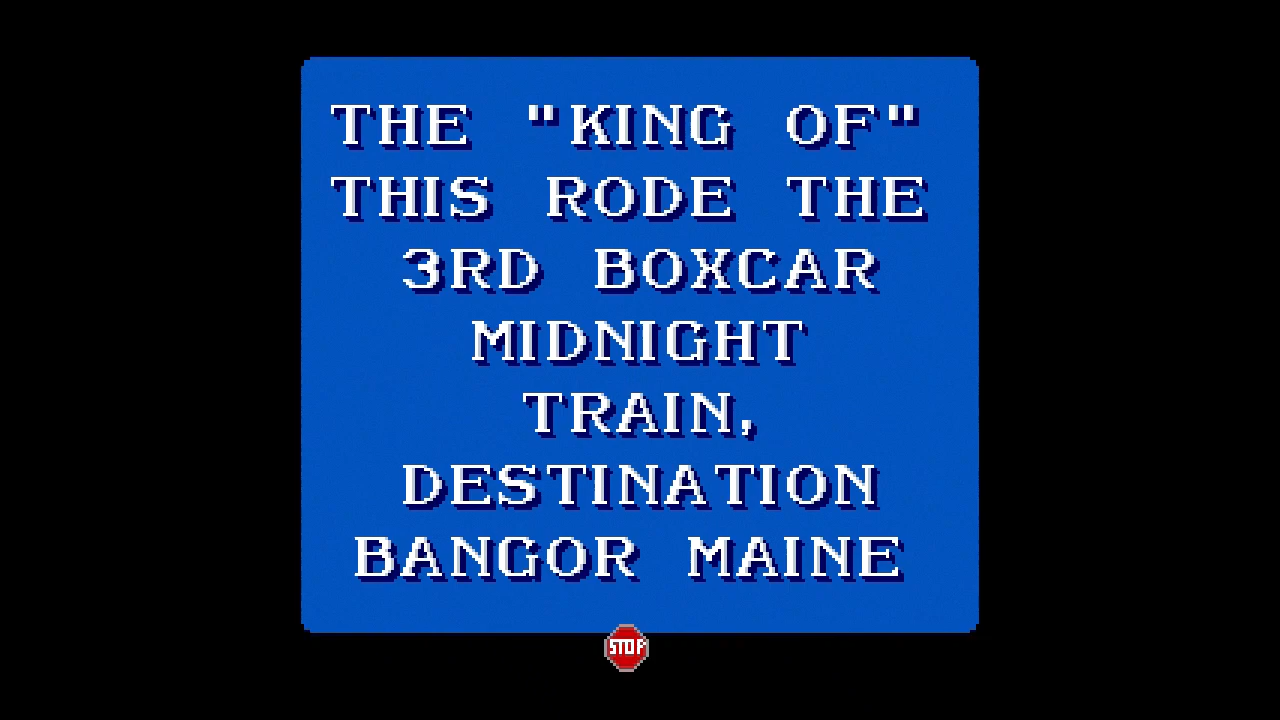 THE "KING OF"
THIS RODE THE
3RD BOXCAR
MIDNIGHT
TRAIN,
DESTINATION
BANGOR MAINE
STOP